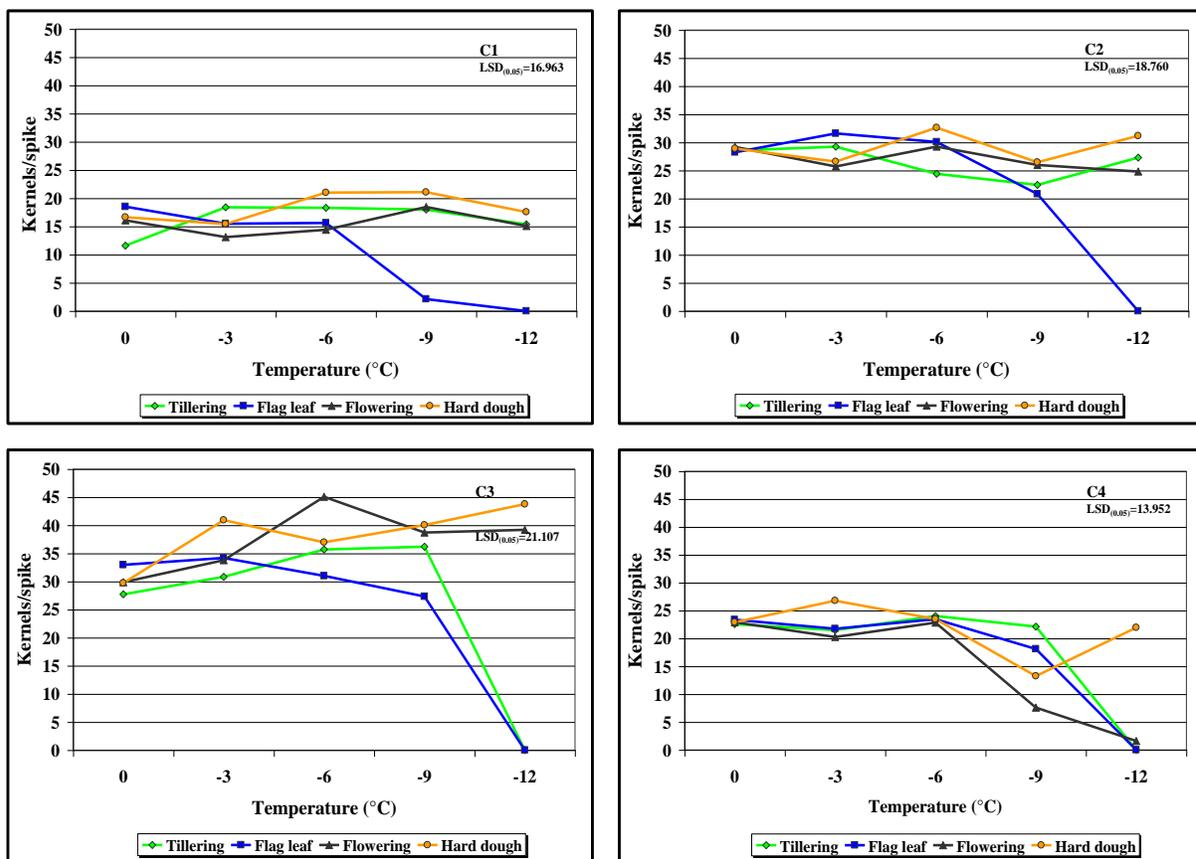 50
45
40
35
30
25
20
15
10
5
0
Kernels/spike
C1
LSD(0.05)=16.963
0 -3 -6 -9 -12
Temperature (°C)
Tillering Flag leaf Flowering Hard dough
50
45
40
35
30
25
20
15
10
5
0
Kernels/spike
C2
LSD(0.05)=18.760
0 -3 -6 -9 -12
Temperature (°C)
Tillering Flag leaf Flowering Hard dough
50
45
40
35
30
25
20
15
10
5
0
Kernels/spike
C3
LSD(0.05)=21.107
0 -3 -6 -9 -12
Temperature (°C)
Tillering Flag leaf Flowering Hard dough
50
45
40
35
30
25
20
15
10
5
0
Kernels/spike
C4
LSD(0.05)=13.952
0 -3 -6 -9 -12
Temperature (°C)
Tillering Flag leaf Flowering Hard dough